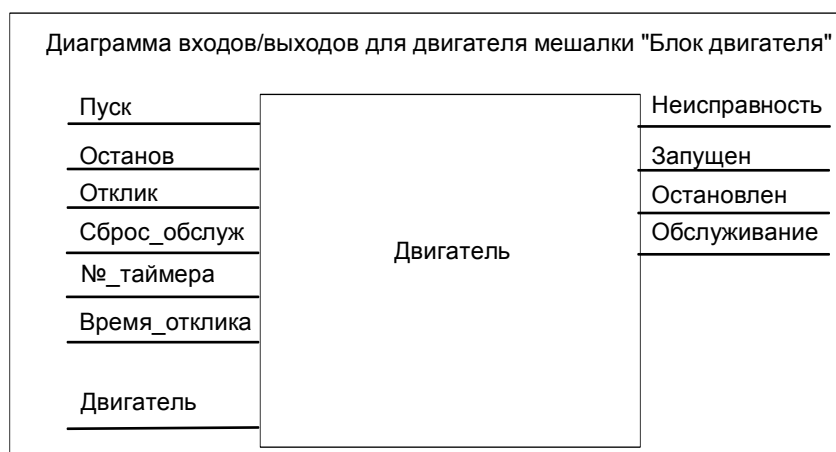 Диаграмма входов/выходов для двигателя мешалки "Блок двигателя"
Пуск
Останов
Отклик
Сброс_обслуж
№_таймера
Время_отклика
Двигатель
Двигатель
Неисправность
Запущен
Остановлен
Обслуживание